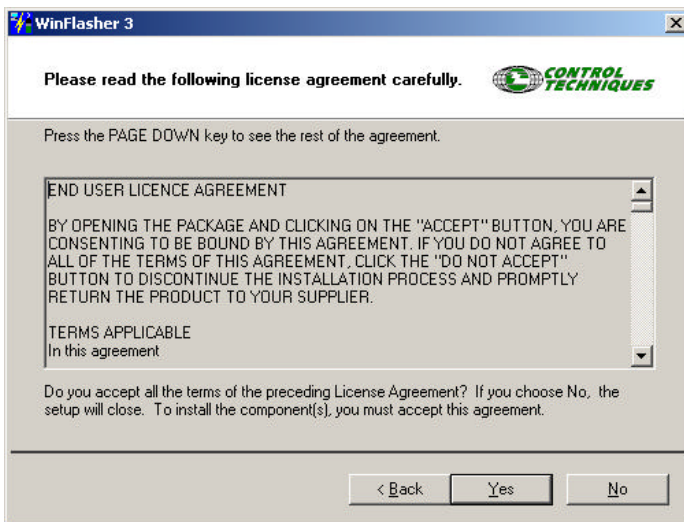 WinFlasher 3
Please read the following license agreement carefully.
CONTROL
TECHNIQUES
Press the PAGE DOWN key to see the rest of the agreement.
END USER LICENCE AGREEMENT
BY OPENING THE PACKAGE AND CLICKING ON THE "ACCEPT" BUTTON, YOU ARE
CONSENTING TO BE BOUND BY THIS AGREEMENT. IF YOU DO NOT AGREE TO
ALL OF THE TERMS OF THIS AGREEMENT, CLICK THE "DO NOT ACCEPT"
BUTTON TO DISCONTINUE THE INSTALLATION PROCESS AND PROMPTLY
RETURN THE PRODUCT TO YOUR SUPPLIER.
TERMS APPLICABLE
In this agreement
Do you accept all the terms of the preceding License Agreement? If you choose No, the
setup will close. To install the component(s), you must accept this agreement.
< Back
Yes
No